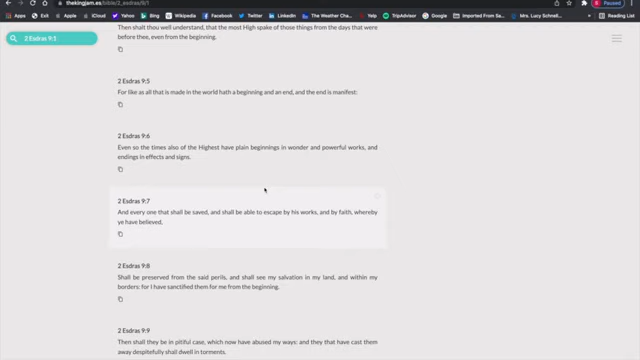 thekingjam.es/bible/2_esdras/9/1
Paused
Apps
Apple
iCloud
Yahoo
Bing
Wikipedia
Facebook
Twitter
LinkedIn
The Weather Chan...
Yelp
TripAdvisor
Google
Imported From Sa...
YouTube
Mrs. Lucy Schnell...
Reading List
2 Esdras 9:1
Then shalt thou well understand, that the most High spake of those things from the days that were
before thee, even from the beginning.
2 Esdras 9:5
For like as all that is made in the world hath a beginning and an end, and the end is manifest:
2 Esdras 9:6
Even so the times also of the Highest have plain beginnings in wonder and powerful works, and
endings in effects and signs.
2 Esdras 9:7
And every one that shall be saved, and shall be able to escape by his works, and by faith, whereby
ye have believed,
2 Esdras 9:8
Shall be preserved from the said perils, and shall see my salvation in my land, and within my
borders: for I have sanctified them for me from the beginning.
2 Esdras 9:9
Then shall they be in pitiful case, which now have abused my ways: and they that have cast them
away despitefully shall dwell in torments.